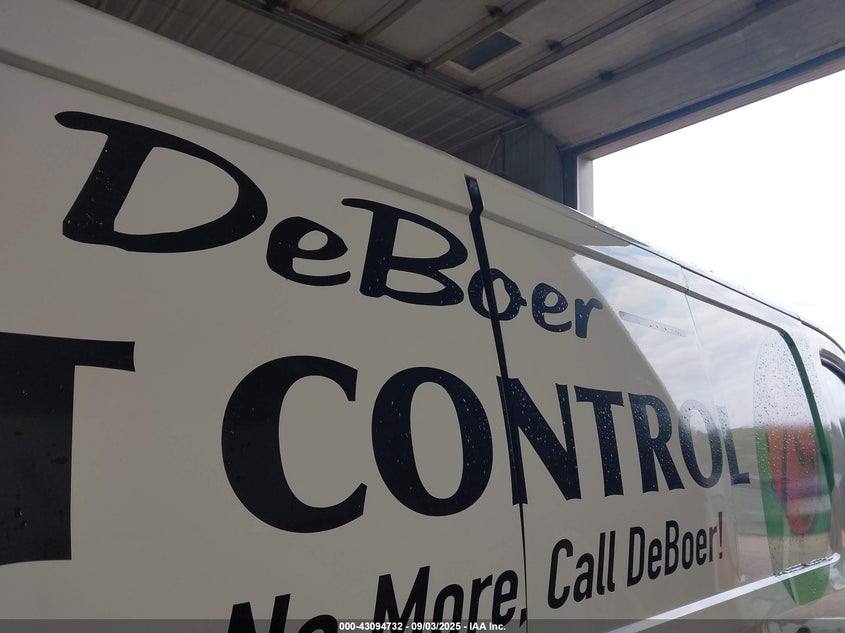 DeBoer
T CONTROL
No More, Call DeBoer!
000-43094732 - 09/03/2025 - IAA Inc.